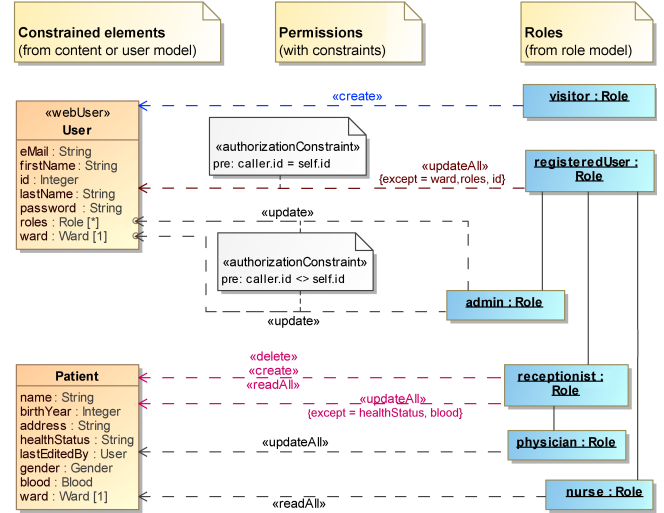 Constrained elements
(from content or user model)
Permissions
(with constraints)
Roles
(from role model)
«webUser»
User
eMail : String
firstName : String
id : Integer
lastName : String
password : String
roles : Role [*]
ward : Ward [1]
«create»
visitor : Role
«authorizationConstraint»
pre: caller.id = self.id
«updateAll»
{except = ward,roles, id}
registeredUser :
Role
«update»
«authorizationConstraint»
pre: caller.id <> self.id
«update»
admin : Role
Patient
name : String
birthYear : Integer
address : String
healthStatus : String
lastEditedBy : User
gender : Gender
blood : Blood
ward : Ward [1]
«delete»
«create»
«readAll»
«updateAll»
{except = healthStatus, blood}
receptionist :
Role
«updateAll»
physician : Role
«readAll»
nurse : Role